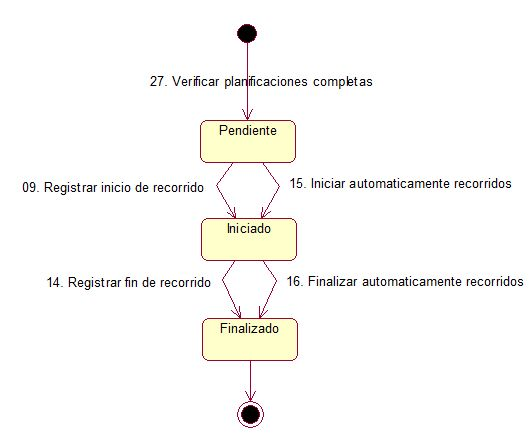 27. Verificar planificaciones completas
Pendiente
09. Registrar inicio de recorrido
15. Iniciar automaticamente recorridos
Iniciado
14. Registrar fin de recorrido
16. Finalizar automaticamente recorridos
Finalizado